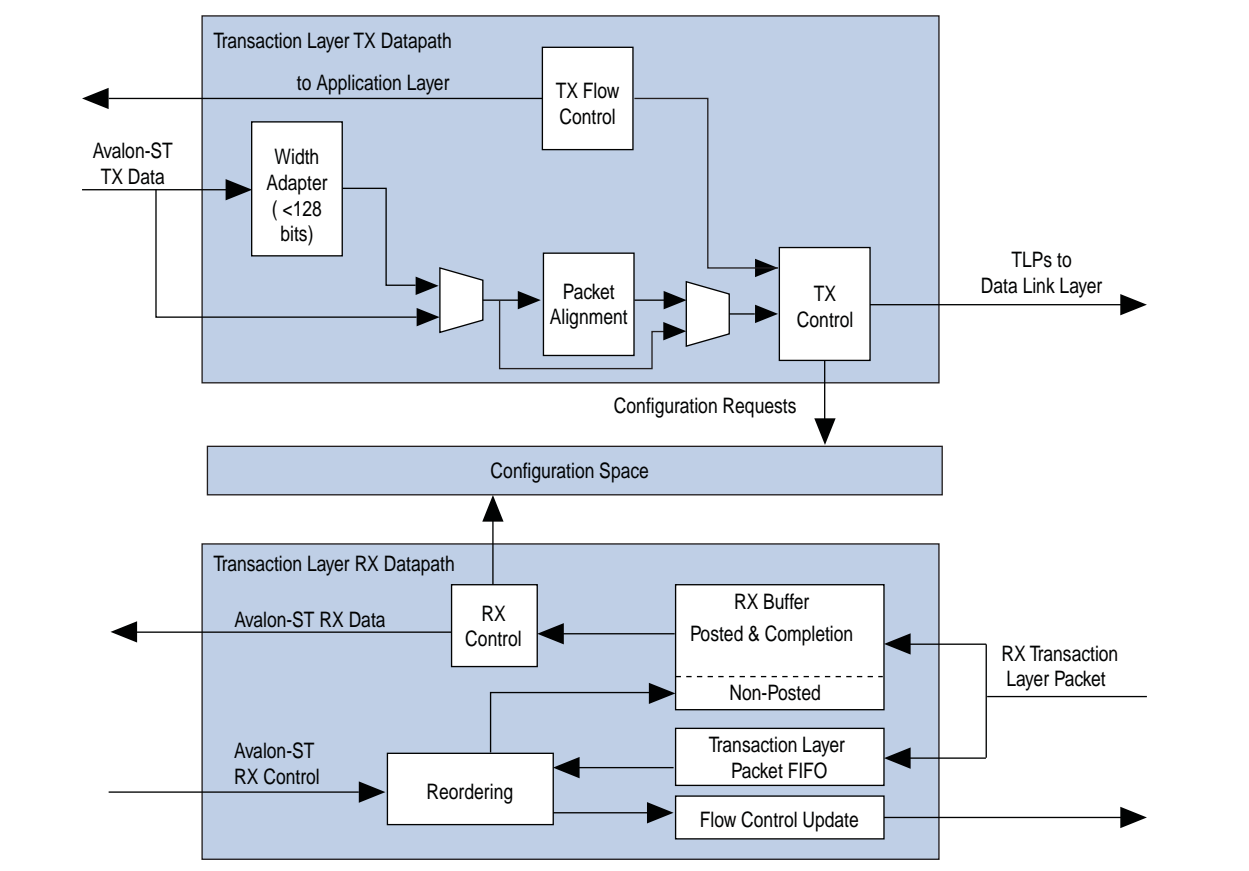 Transaction Layer TX Datapath
to Application Layer
TX Flow
Control
Avalon-ST
TX Data
Width
Adapter
( <128
bits)
Packet
Alignment
TX
Control
TLPs to
Data Link Layer
Configuration Requests
Configuration Space
Transaction Layer RX Datapath
Avalon-ST RX Data
RX
Control
RX Buffer
Posted & Completion
Non-Posted
RX Transaction
Layer Packet
Transaction Layer
Packet FIFO
Avalon-ST
RX Control
Reordering
Flow Control Update